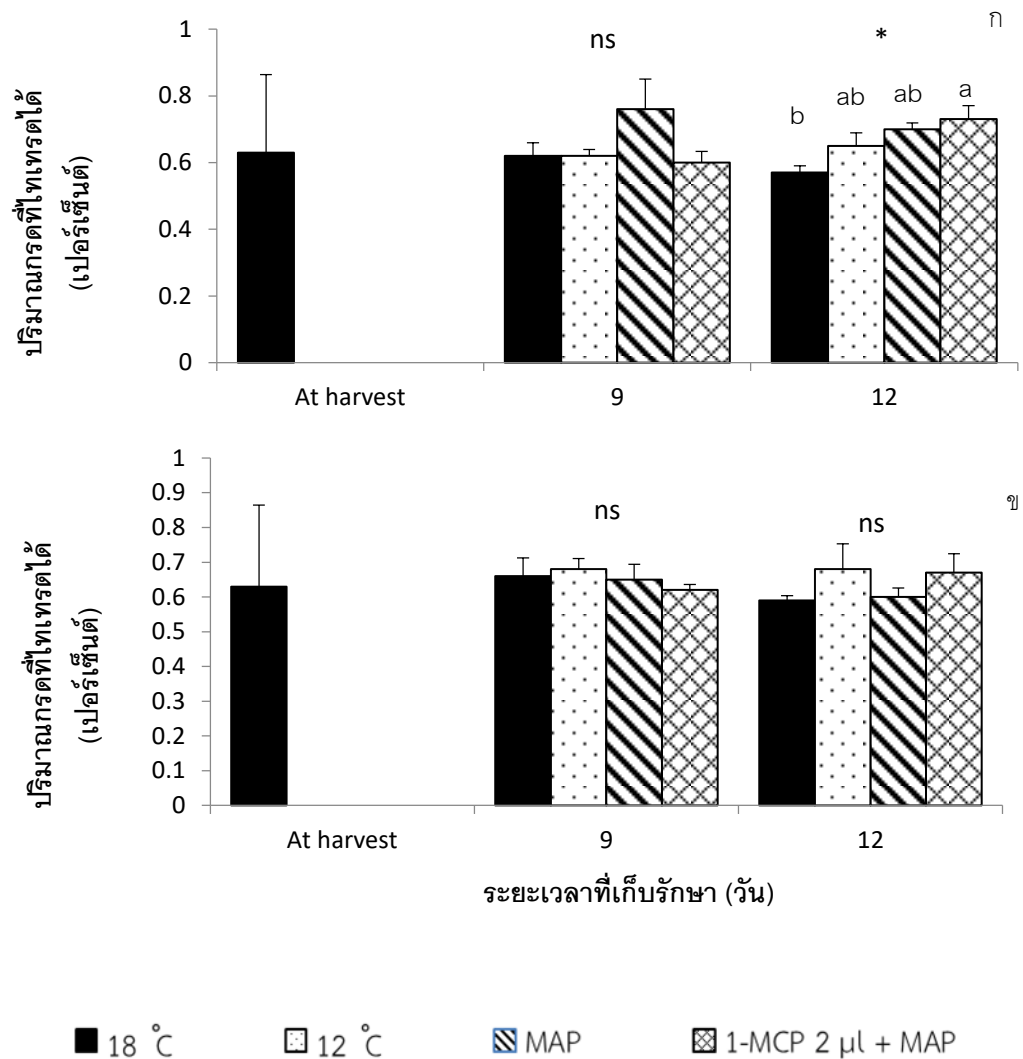 ก
ปริมาณกรดที่ไทเทรตได้
(เปอร์เซ็นต์)
1
0.8
0.6
0.4
0.2
0
ns
*
b
ab
ab
a
At harvest
9
12
ข
ปริมาณกรดที่ไทเทรตได้
(เปอร์เซ็นต์)
1
0.9
0.8
0.7
0.6
0.5
0.4
0.3
0.2
0.1
0
ns
ns
At harvest
9
12
ระยะเวลาที่เก็บรักษา (วัน)
18 °C
12 °C
MAP
1-MCP 2 µl + MAP